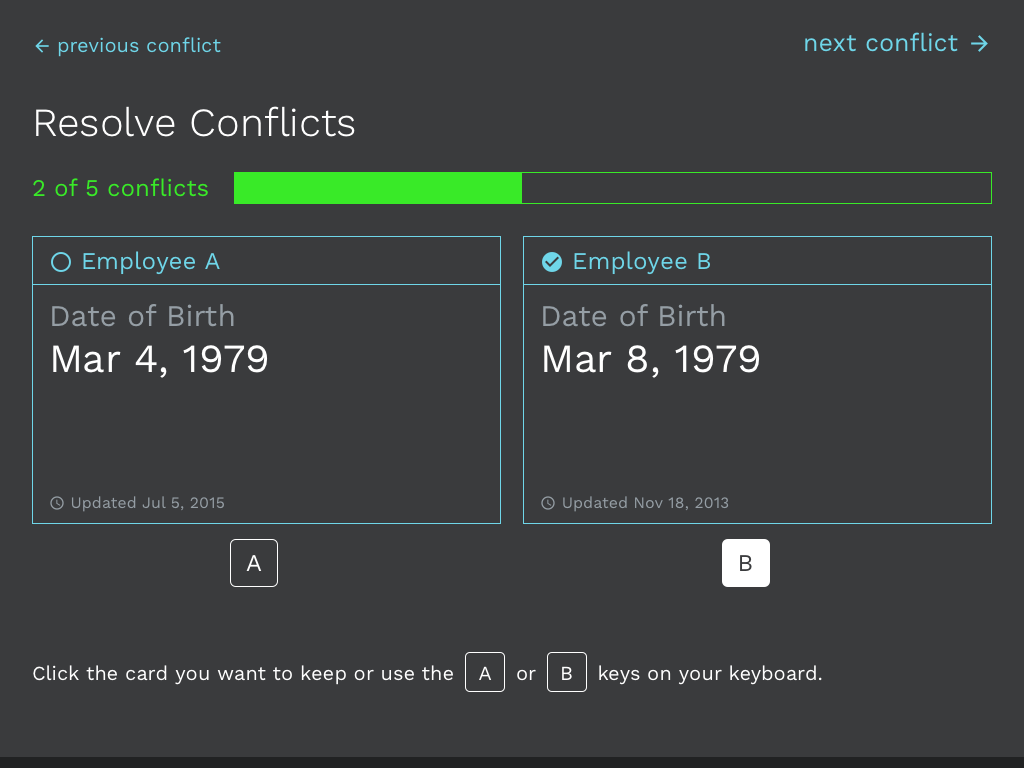 previous conflict
next conflict
Resolve Conflicts
2 of 5 conflicts
Employee A
Date of Birth
Mar 4, 1979
Updated Jul 5, 2015
A
Employee B
Date of Birth
Mar 8, 1979
Updated Nov 18, 2013
B
Click the card you want to keep or use the A or B keys on your keyboard.